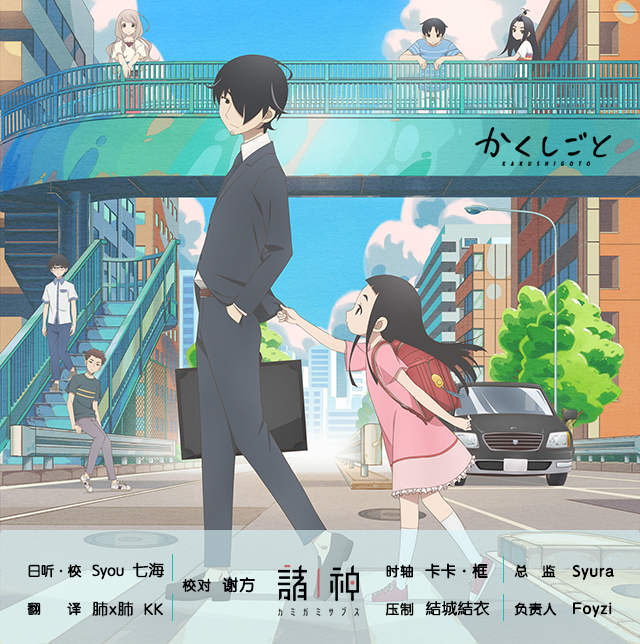 かくしごと
KAKUSHIGOTO
日听·校 Syou 七海
翻 译 肺x肺 KK
校对 谢方
諸神
カミガミサブス
时轴 卡卡·框
压制 結城結衣
总 监 Syura
负责人 Foyzi